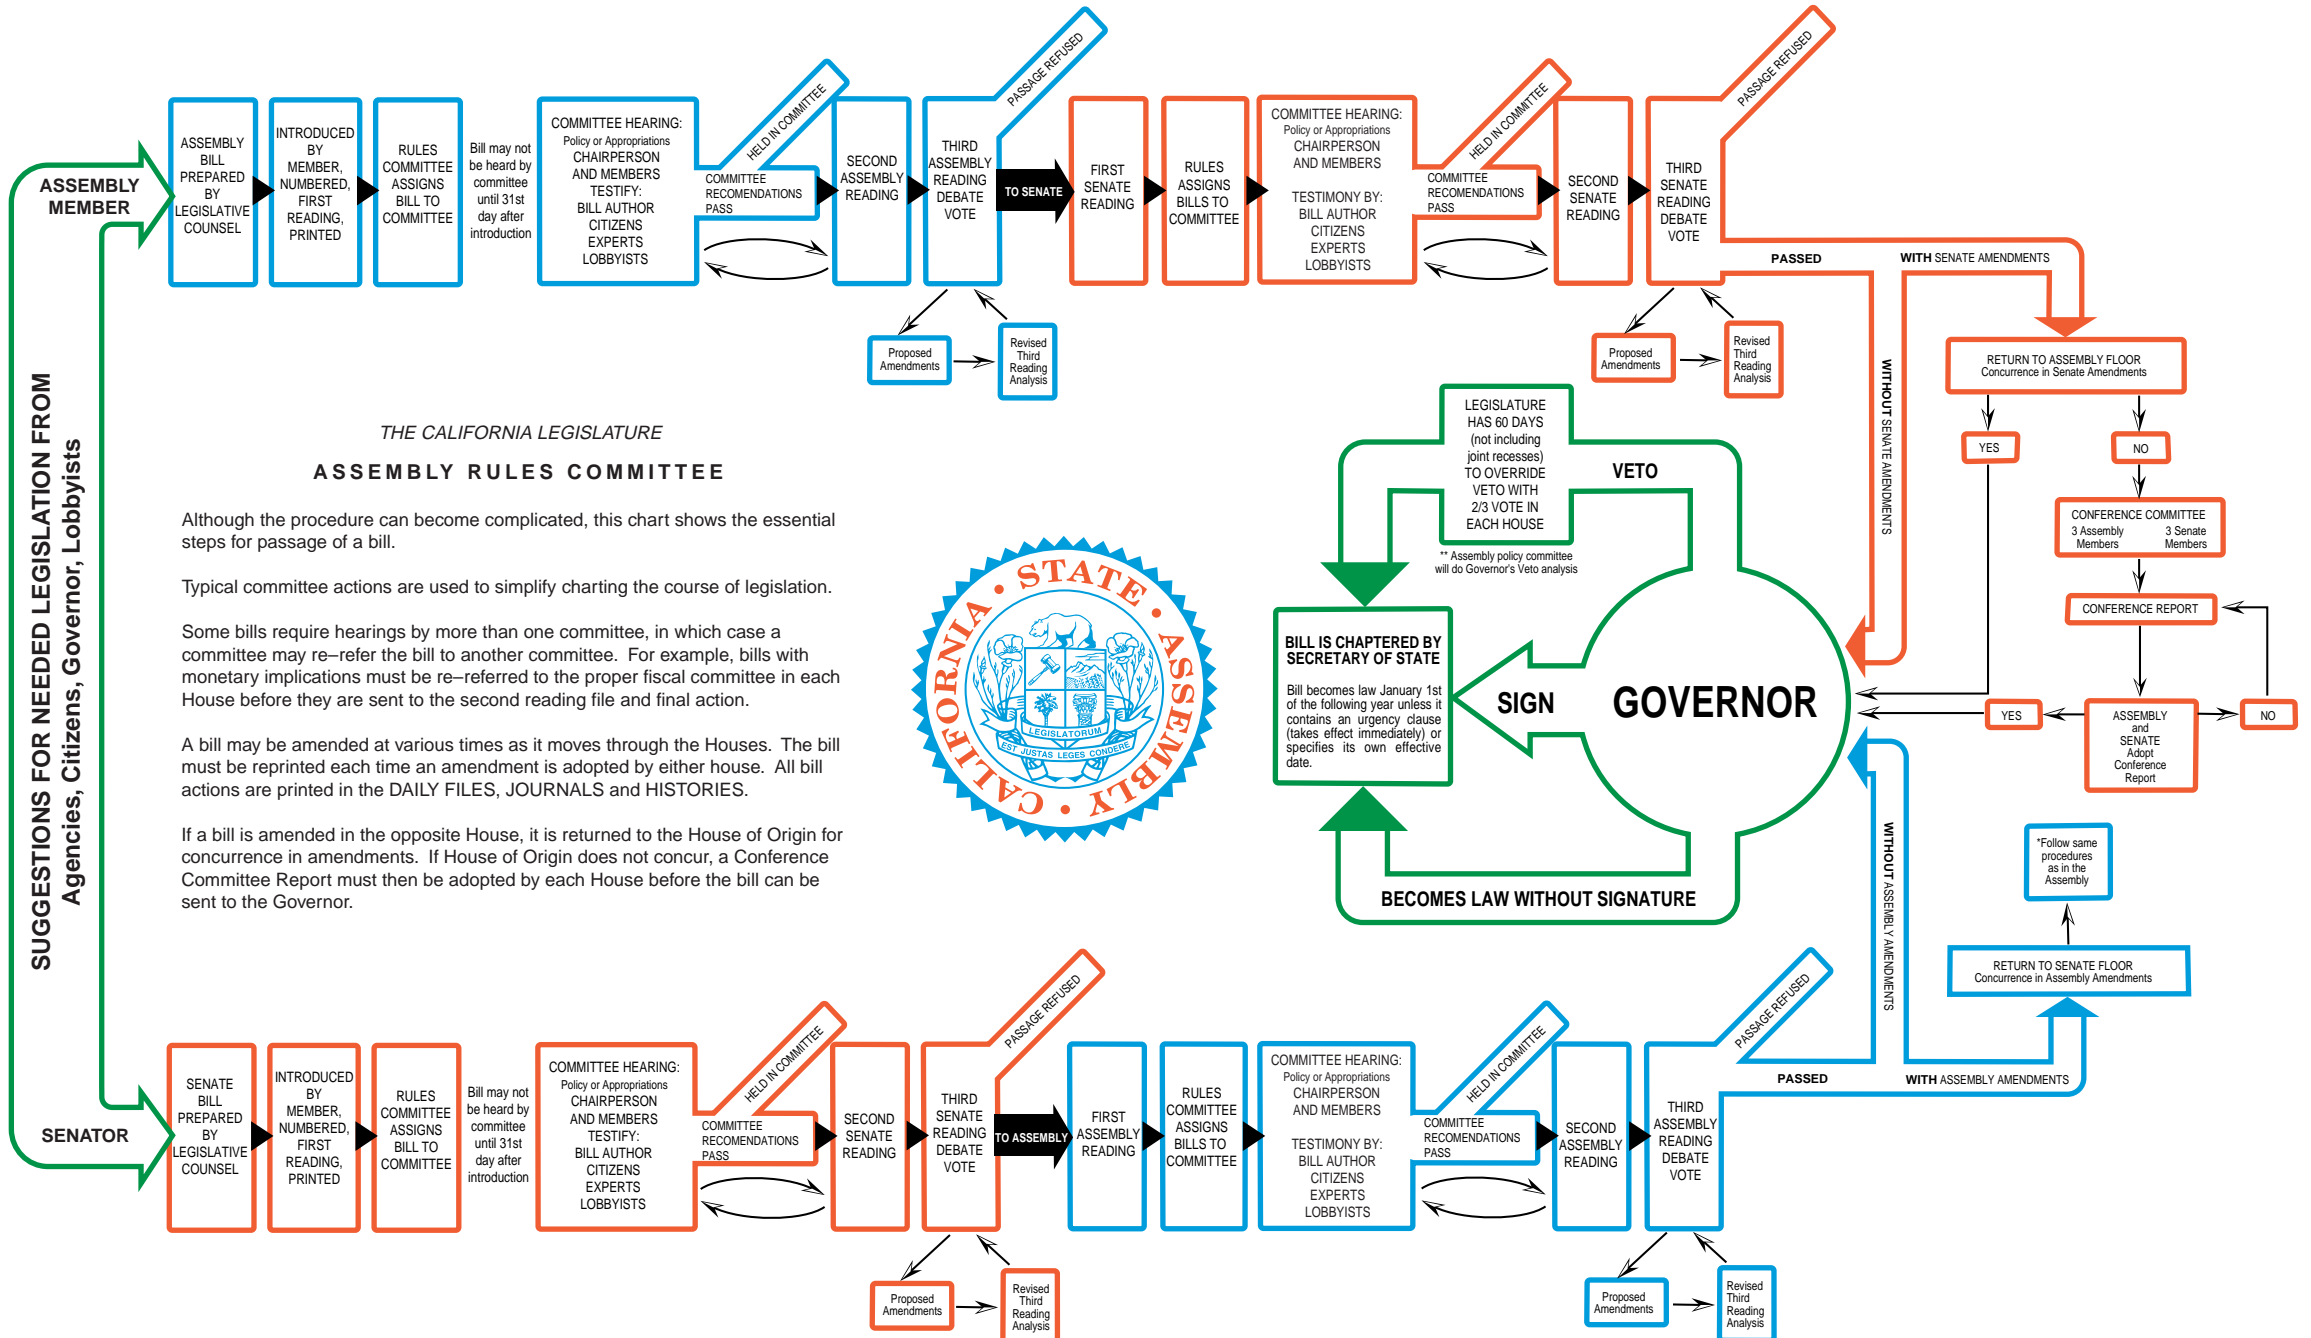 SUGGESTIONS FOR NEEDED LEGISLATION FROM
Agencies, Citizens, Governor, Lobbyists
ASSEMBLY
MEMBER
ASSEMBLY
BILL
PREPARED
BY
LEGISLATIVE
COUNSEL
INTRODUCED
BY
MEMBER,
NUMBERED,
FIRST
READING,
PRINTED
RULES
COMMITTEE
ASSIGNS
BILL TO
COMMITTEE
Bill may not
be heard by
committee
until 31st
day after
introduction
COMMITTEE HEARING:
Policy or Appropriations
CHAIRPERSON
AND MEMBERS
TESTIFY:
BILL AUTHOR
CITIZENS
EXPERTS
LOBBYISTS
HELD IN COMMITTEE
COMMITTEE
RECOMENDATIONS
PASS
SECOND
ASSEMBLY
READING
THIRD
ASSEMBLY
READING
DEBATE
VOTE
PASSAGE REFUSED
Proposed
Amendments
Revised
Third
Reading
Analysis
TO SENATE
FIRST
SENATE
READING
RULES
ASSIGNS
BILLS TO
COMMITTEE
COMMITTEE HEARING:
Policy or Appropriations
CHAIRPERSON
AND MEMBERS
TESTIMONY BY:
BILL AUTHOR
CITIZENS
EXPERTS
LOBBYISTS
HELD IN COMMITTEE
COMMITTEE
RECOMENDATIONS
PASS
SECOND
SENATE
READING
THIRD
SENATE
READING
DEBATE
VOTE
PASSAGE REFUSED
Proposed
Amendments
Revised
Third
Reading
Analysis
PASSED
WITH SENATE AMENDMENTS
WITHOUT SENATE AMENDMENTS
RETURN TO ASSEMBLY FLOOR
Concurrence in Senate Amendments
YES
NO
CONFERENCE COMMITTEE
3 Assembly
Members
3 Senate
Members
CONFERENCE REPORT
ASSEMBLY
and
SENATE
Adopt
Conference
Report
YES
NO
THE CALIFORNIA LEGISLATURE
ASSEMBLY RULES COMMITTEE
Although the procedure can become complicated, this chart shows the essential
steps for passage of a bill.
Typical committee actions are used to simplify charting the course of legislation.
Some bills require hearings by more than one committee, in which case a
committee may re–refer the bill to another committee. For example, bills with
monetary implications must be re–referred to the proper fiscal committee in each
House before they are sent to the second reading file and final action.
A bill may be amended at various times as it moves through the Houses. The bill
must be reprinted each time an amendment is adopted by either house. All bill
actions are printed in the DAILY FILES, JOURNALS and HISTORIES.
If a bill is amended in the opposite House, it is returned to the House of Origin for
concurrence in amendments. If House of Origin does not concur, a Conference
Committee Report must then be adopted by each House before the bill can be
sent to the Governor.
CALIFORNIA • STATE • ASSEMBLY •
LEGISLATORUM
EST JUSTAS LEGES CONDERE
LEGISLATURE
HAS 60 DAYS
(not including
joint recesses)
TO OVERRIDE
VETO WITH
2/3 VOTE IN
EACH HOUSE
VETO
** Assembly policy committee
will do Governor's Veto analysis
BILL IS CHAPTERED BY
SECRETARY OF STATE
Bill becomes law January 1st
of the following year unless it
contains an urgency clause
(takes effect immediately) or
specifies its own effective
date.
SIGN
GOVERNOR
BECOMES LAW WITHOUT SIGNATURE
*Follow same
procedures
as in the
Assembly
RETURN TO SENATE FLOOR
Concurrence in Assembly Amendments
WITHOUT ASSEMBLY AMENDMENTS
PASSED
WITH ASSEMBLY AMENDMENTS
SENATOR
SENATE
BILL
PREPARED
BY
LEGISLATIVE
COUNSEL
INTRODUCED
BY
MEMBER,
NUMBERED,
FIRST
READING,
PRINTED
RULES
COMMITTEE
ASSIGNS
BILL TO
COMMITTEE
Bill may not
be heard by
committee
until 31st
day after
introduction
COMMITTEE HEARING:
Policy or Appropriations
CHAIRPERSON
AND MEMBERS
TESTIFY:
BILL AUTHOR
CITIZENS
EXPERTS
LOBBYISTS
HELD IN COMMITTEE
COMMITTEE
RECOMENDATIONS
PASS
SECOND
SENATE
READING
THIRD
SENATE
READING
DEBATE
VOTE
PASSAGE REFUSED
Proposed
Amendments
Revised
Third
Reading
Analysis
TO ASSEMBLY
FIRST
ASSEMBLY
READING
RULES
COMMITTEE
ASSIGNS
BILLS TO
COMMITTEE
COMMITTEE HEARING:
Policy or Appropriations
CHAIRPERSON
AND MEMBERS
TESTIMONY BY:
BILL AUTHOR
CITIZENS
EXPERTS
LOBBYISTS
HELD IN COMMITTEE
COMMITTEE
RECOMENDATIONS
PASS
SECOND
ASSEMBLY
READING
THIRD
ASSEMBLY
READING
DEBATE
VOTE
PASSAGE REFUSED
Proposed
Amendments
Revised
Third
Reading
Analysis